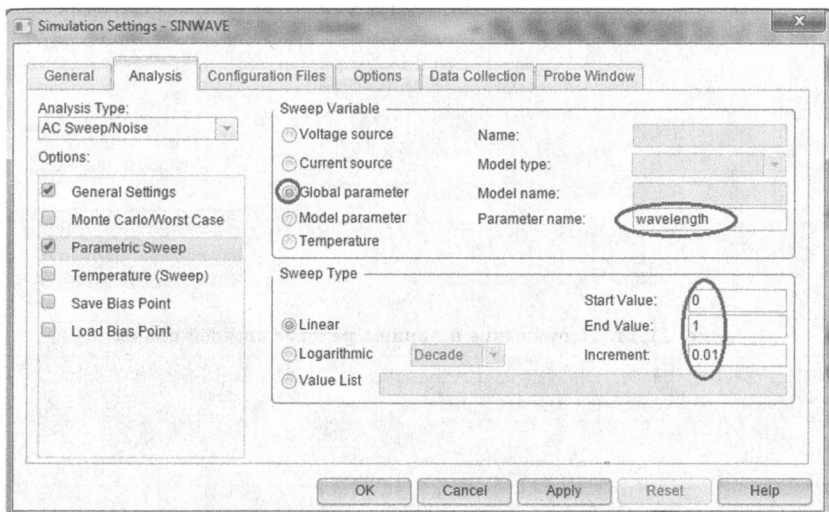 Simulation Settings - SINWAVE
General
Analysis
Configuration Files
Options
Data Collection
Probe Window
Analysis Type:
AC Sweep/Noise
Options:
General Settings
Monte Carlo/Worst Case
Parametric Sweep
Temperature (Sweep)
Save Bias Point
Load Bias Point
Sweep Variable
Voltage source
Current source
Global parameter
Model parameter
Temperature
Name:
Model type:
Model name:
Parameter name: wavelength
Sweep Type
Linear
Logarithmic Decade
Value List
Start Value: 0
End Value: 1
Increment: 0.01
OK
Cancel
Apply
Reset
Help